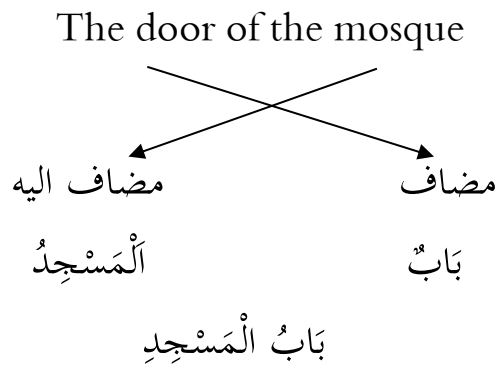 The door of the mosque
مضاف مضاف اليه
بَابٌ اَلْمَسْجِدُ
بَابُ الْمَسْجِدِ